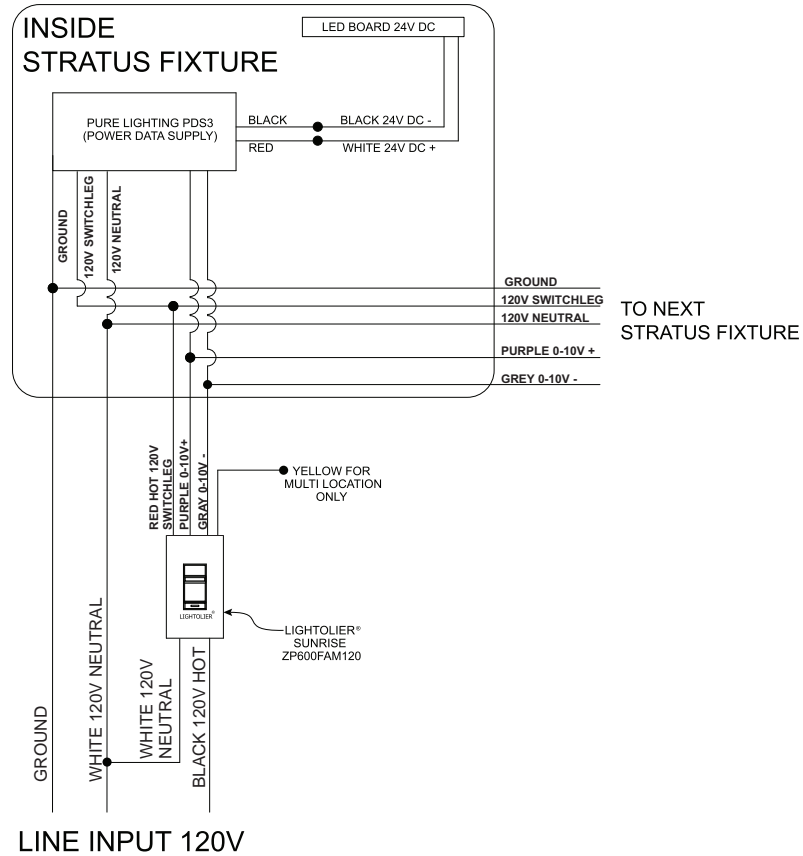 INSIDE
STRATUS FIXTURE
LED BOARD 24V DC
PURE LIGHTING PDS3
(POWER DATA SUPPLY)
BLACK
BLACK 24V DC -
RED
WHITE 24V DC +
GROUND
120V SWITCHLEG
120V NEUTRAL
GROUND
120V SWITCHLEG
120V NEUTRAL
PURPLE 0-10V +
GREY 0-10V -
TO NEXT
STRATUS FIXTURE
RED HOT 120V
SWITCHLEG
PURPLE 0-10V+
GRAY 0-10V -
YELLOW FOR
MULTI LOCATION
ONLY
LIGHTOLIER®
LIGHTOLIER®
SUNRISE
ZP600FAM120
GROUND
WHITE 120V NEUTRAL
WHITE 120V
NEUTRAL
BLACK 120V HOT
LINE INPUT 120V